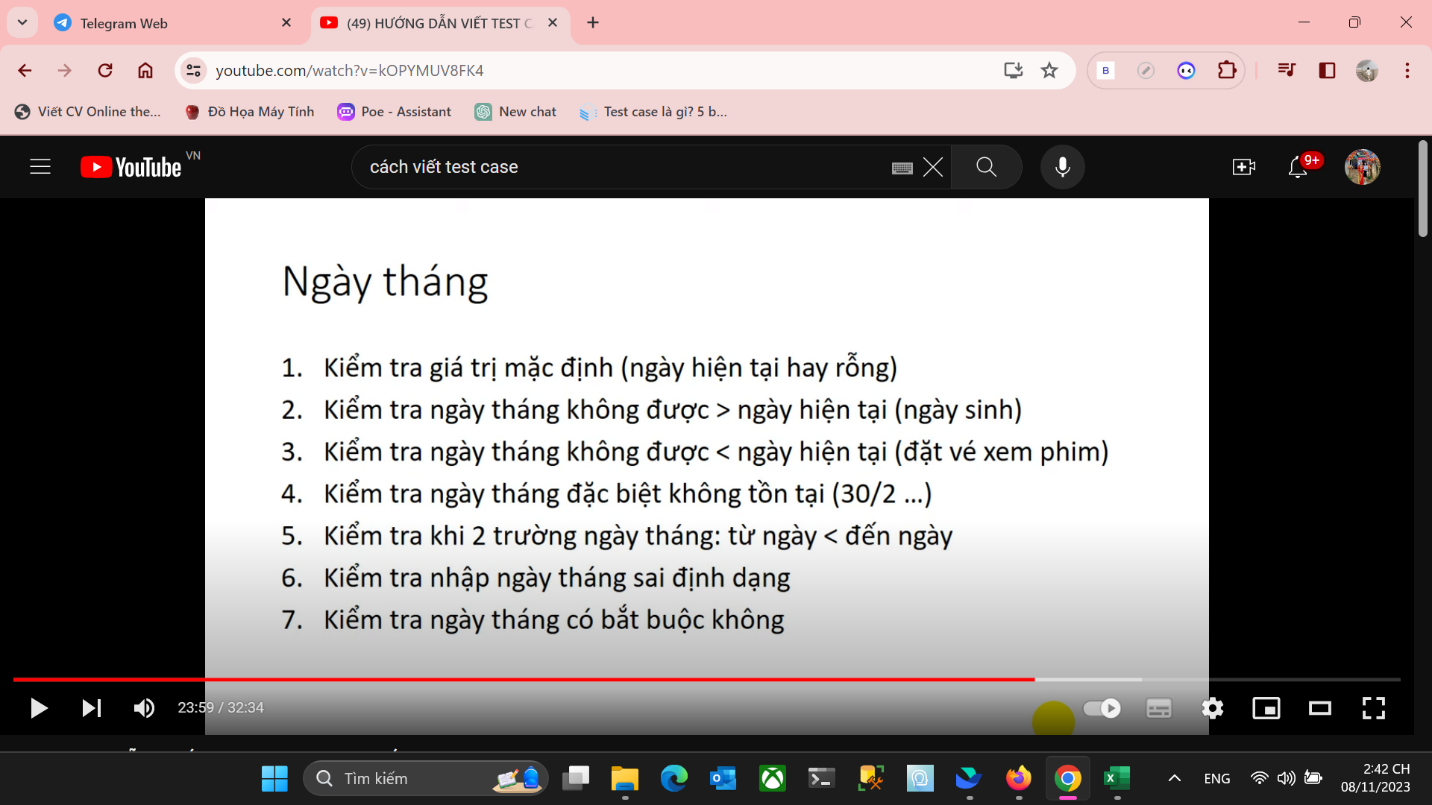 Telegram Web
(49) HƯỚNG DẪN VIẾT TEST C
youtube.com/watch?v=kOPYMUV8FK4
B
Viết CV Online the...
Đồ Họa Máy Tính
Poe - Assistant
New chat
Test case là gì? 5 b...
YouTube VN
cách viết test case
9+
Ngày tháng
1. Kiểm tra giá trị mặc định (ngày hiện tại hay rỗng)
2. Kiểm tra ngày tháng không được > ngày hiện tại (ngày sinh)
3. Kiểm tra ngày tháng không được < ngày hiện tại (đặt vé xem phim)
4. Kiểm tra ngày tháng đặc biệt không tồn tại (30/2 ...)
5. Kiểm tra khi 2 trường ngày tháng: từ ngày < đến ngày
6. Kiểm tra nhập ngày tháng sai định dạng
7. Kiểm tra ngày tháng có bắt buộc không
23:59 / 32:34
Tìm kiếm
ENG
2:42 CH
08/11/2023